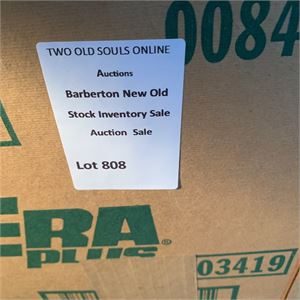 0084
TWO OLD SOULS ONLINE
Auctions
Barberton New Old
Stock Inventory Sale
Auction Sale
Lot 808
ERA®
PLUS
03419